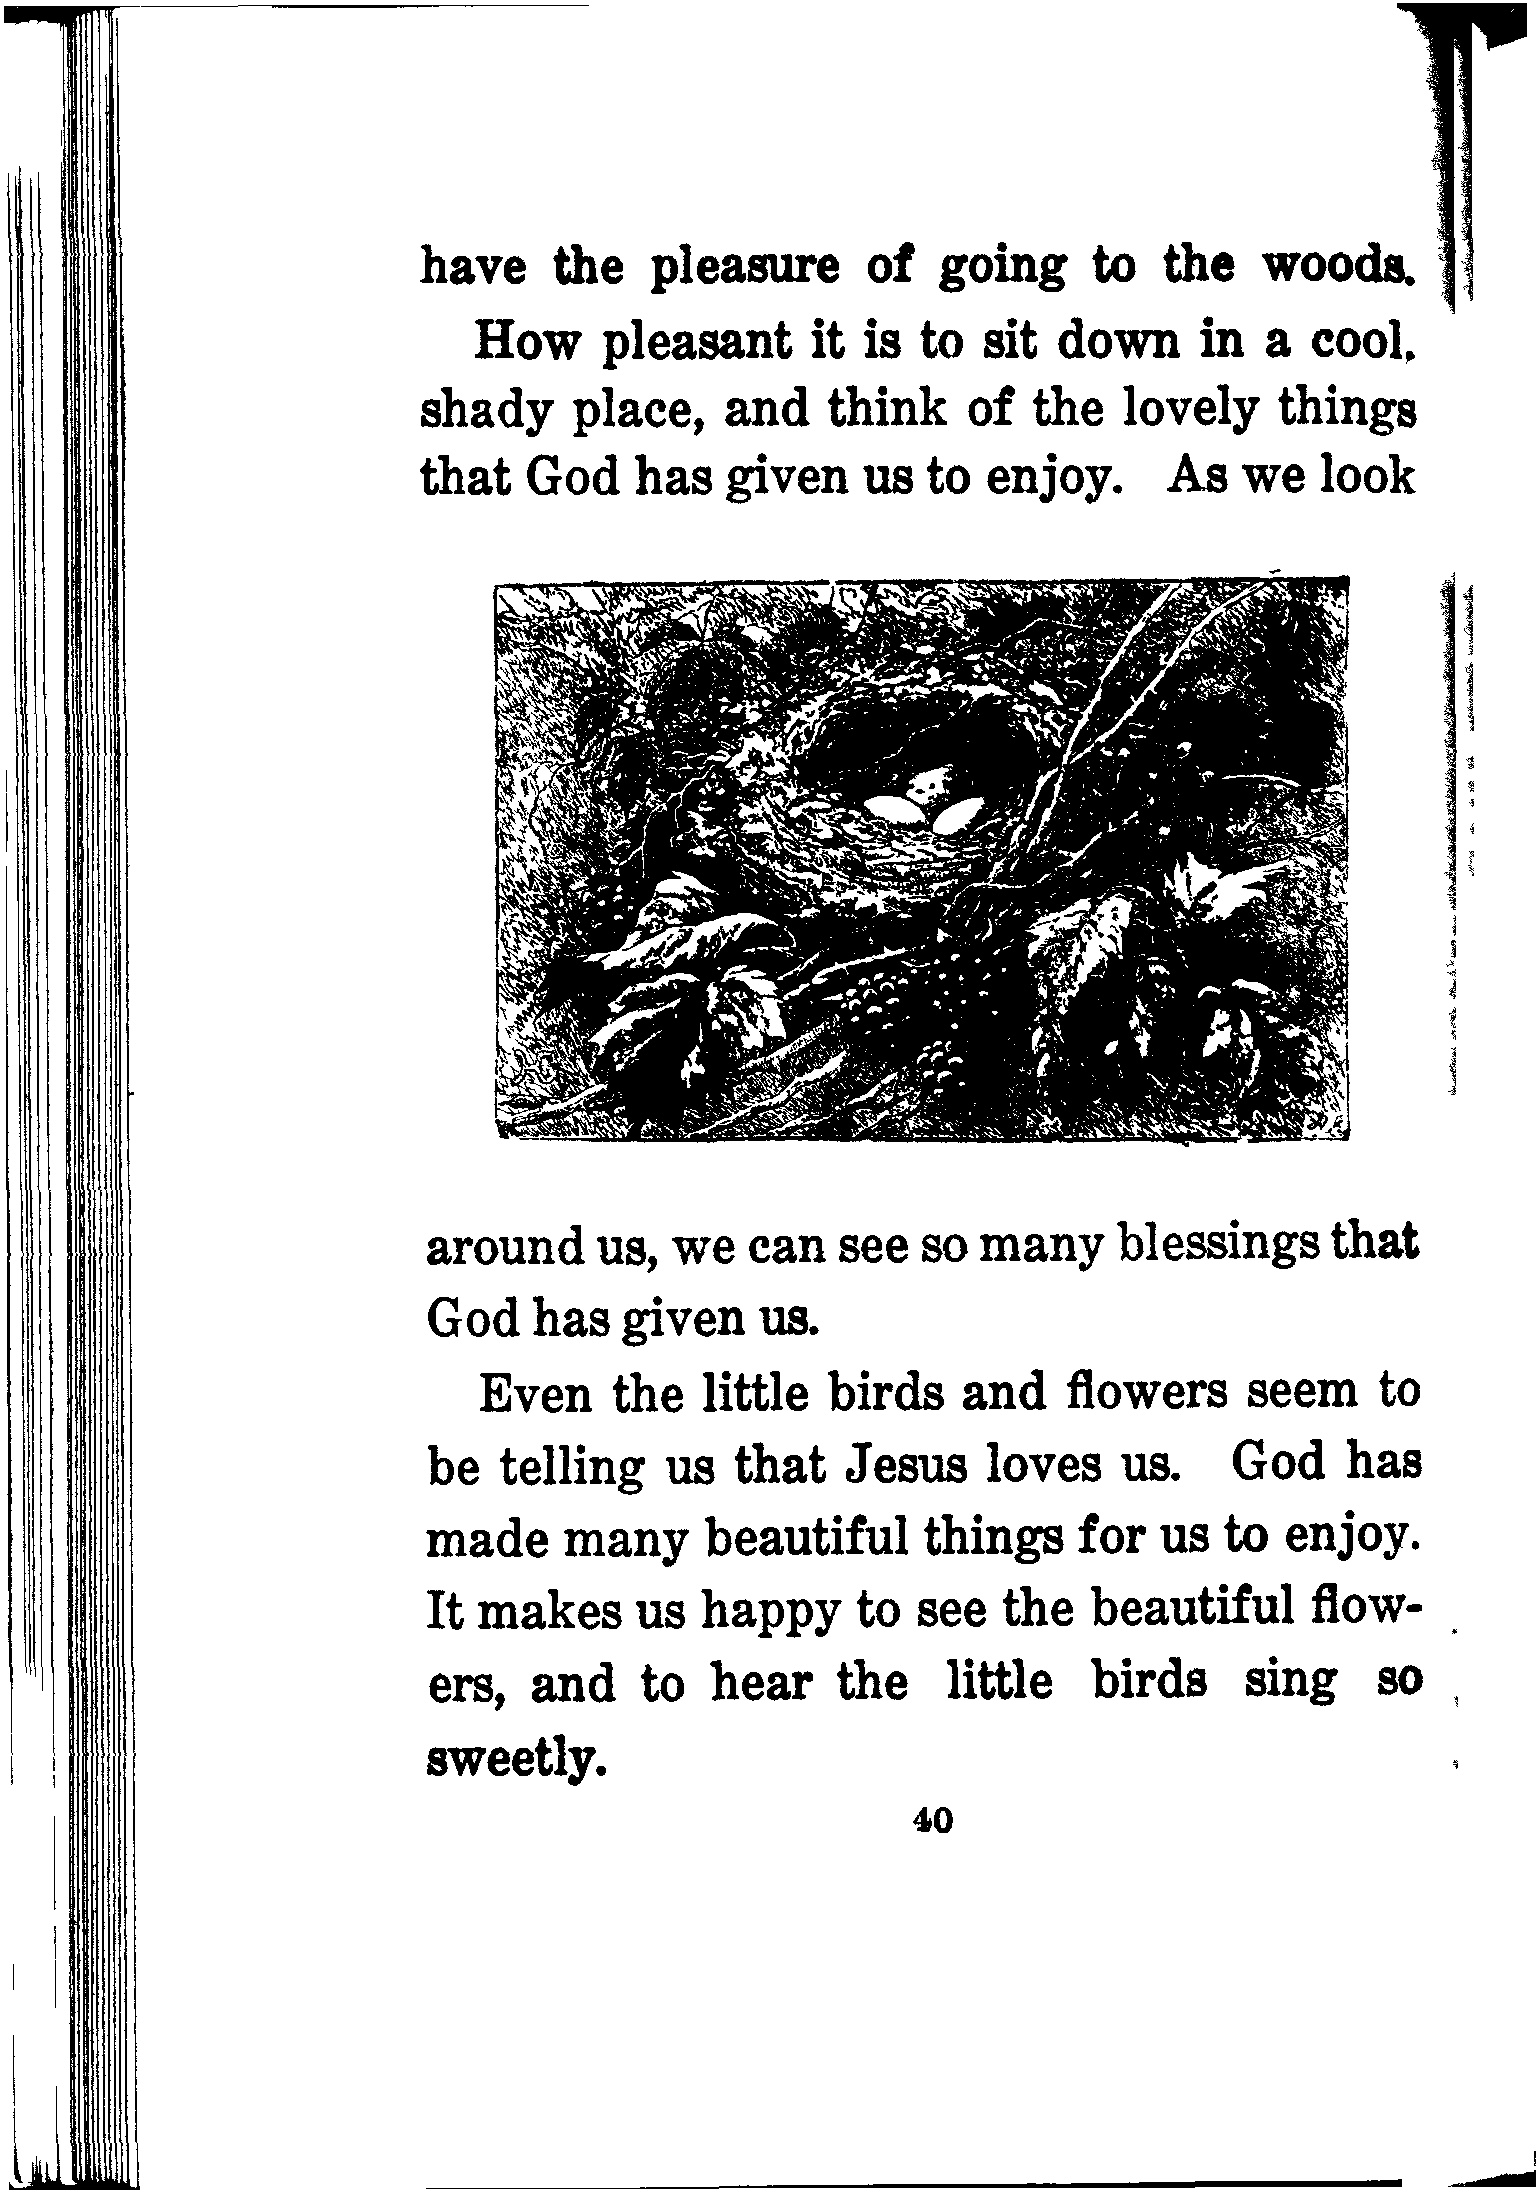 have the pleasure of going to the woods.
How pleasant it is to sit down in a cool,
shady place, and think of the lovely things
that God has given us to enjoy. As we look
around us, we can see so many blessings that
God has given us.
Even the little birds and flowers seem to
be telling us that Jesus loves us. God has
made many beautiful things for us to enjoy.
It makes us happy to see the beautiful flow-
ers, and to hear the little birds sing so
sweetly.
40